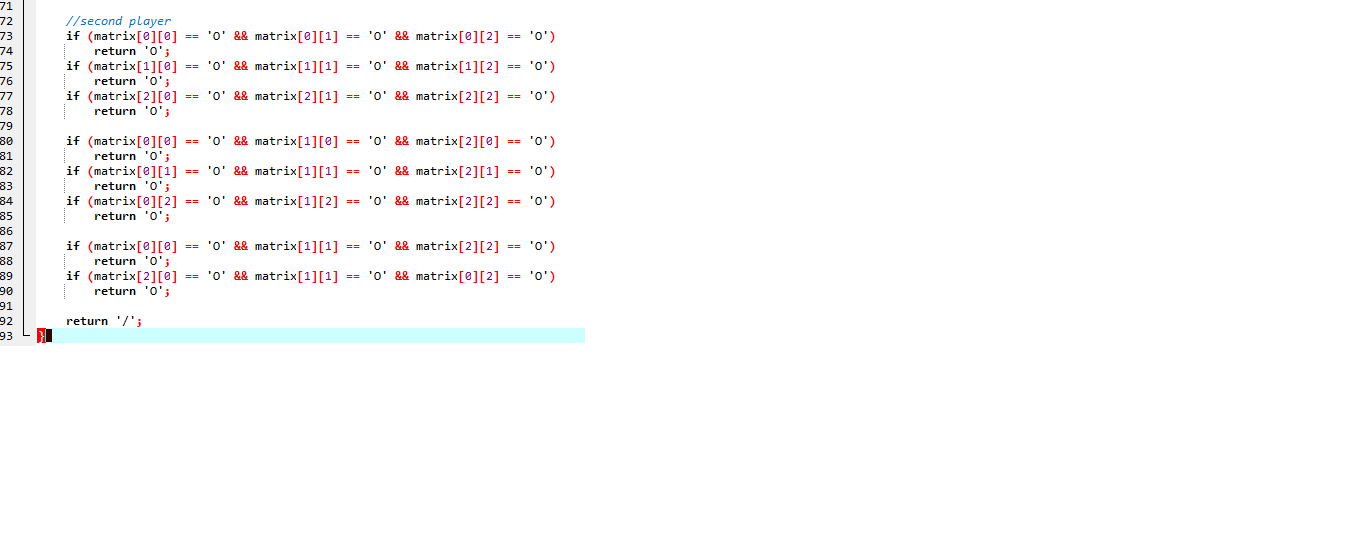 71
72 //second player
73 if (matrix[0][0] == 'O' && matrix[0][1] == 'O' && matrix[0][2] == 'O')
74 return 'O';
75 if (matrix[1][0] == 'O' && matrix[1][1] == 'O' && matrix[1][2] == 'O')
76 return 'O';
77 if (matrix[2][0] == 'O' && matrix[2][1] == 'O' && matrix[2][2] == 'O')
78 return 'O';
79
80 if (matrix[0][0] == 'O' && matrix[1][0] == 'O' && matrix[2][0] == 'O')
81 return 'O';
82 if (matrix[0][1] == 'O' && matrix[1][1] == 'O' && matrix[2][1] == 'O')
83 return 'O';
84 if (matrix[0][2] == 'O' && matrix[1][2] == 'O' && matrix[2][2] == 'O')
85 return 'O';
86
87 if (matrix[0][0] == 'O' && matrix[1][1] == 'O' && matrix[2][2] == 'O')
88 return 'O';
89 if (matrix[2][0] == 'O' && matrix[1][1] == 'O' && matrix[0][2] == 'O')
90 return 'O';
91
92 return '/';
93 }